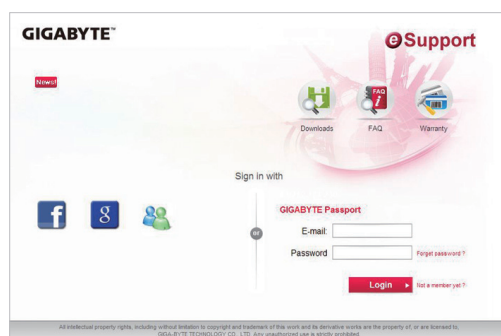 GIGABYTE™
eSupport
News!
FAQ
Downloads
FAQ
Warranty
Sign in with
f
g
OR
GIGABYTE Passport
E-mail:
Password
Forget password ?
Login
Not a member yet ?
All intellectual property rights, including without limitation to copyright and trademark of this work and its derivative works are the property of, or are licensed to,
GIGA-BYTE TECHNOLOGY CO., LTD. Any unauthorized use is strictly prohibited.